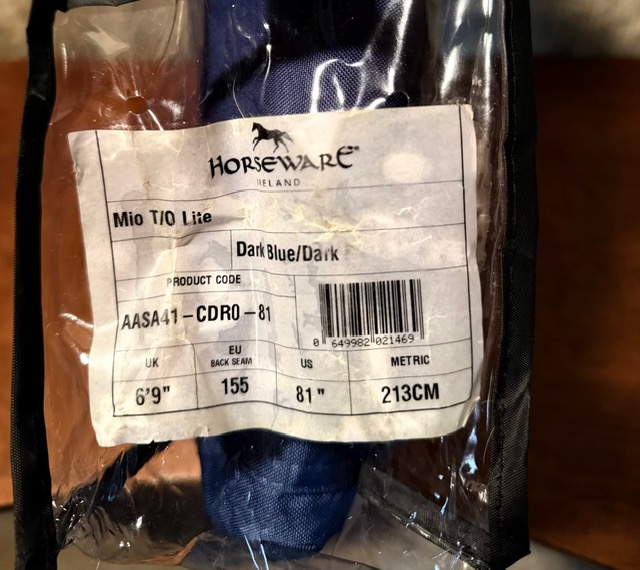 HORSEWARE®
IRELAND
Mio T/O Lite
Dark Blue/Dark
PRODUCT CODE
AASA41-CDR0-81
0 649982 021469
UK
EU
BACK SEAM
US
METRIC
6'9"
155
81"
213CM